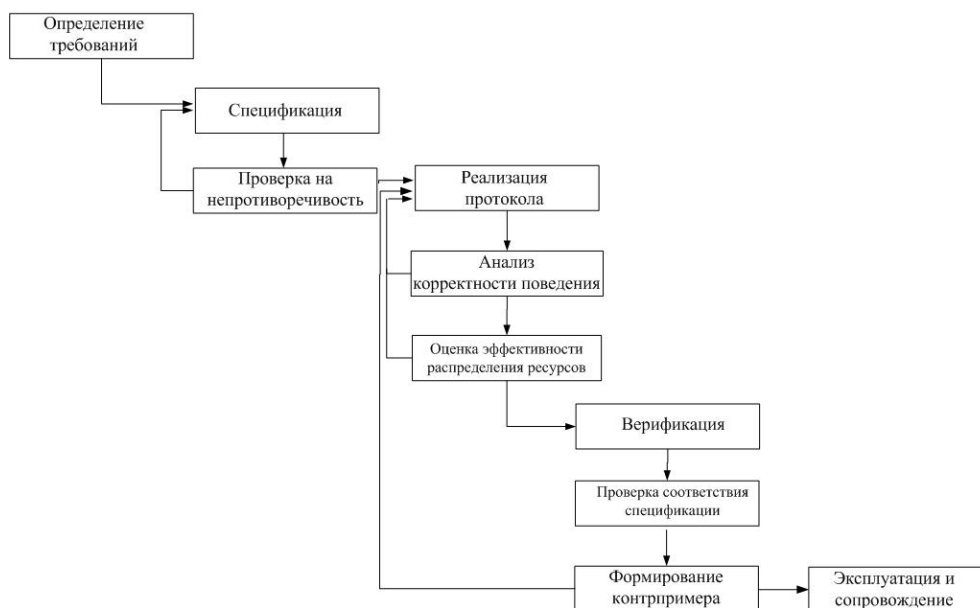 Определение
требований
Спецификация
Проверка на
непротиворечивость
Реализация
протокола
Анализ
корректности поведения
Оценка эффективности
распределения ресурсов
Верификация
Проверка соответствия
спецификации
Формирование
контрпримера
Эксплуатация и
сопровождение